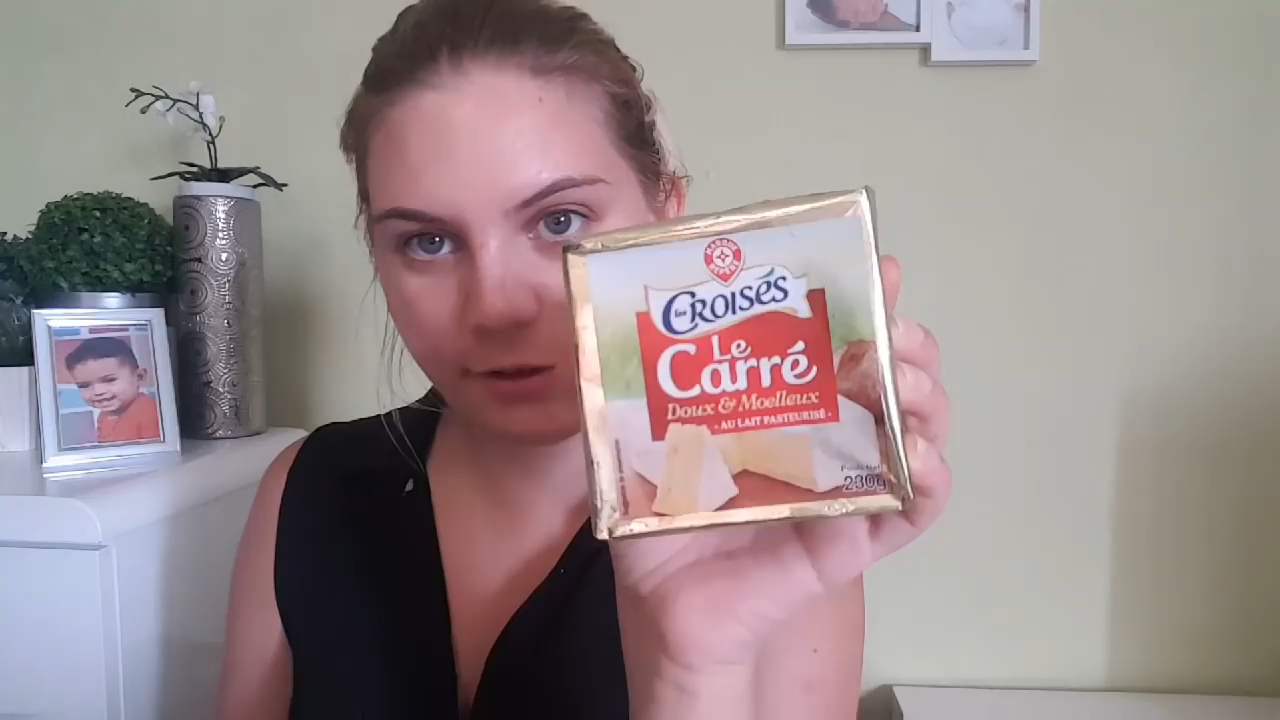 MARQUE
REPÈRE
les CROISÉS
Le
Carré
Doux & Moelleux
- AU LAIT PASTEURISÉ -
Poids Net
230g